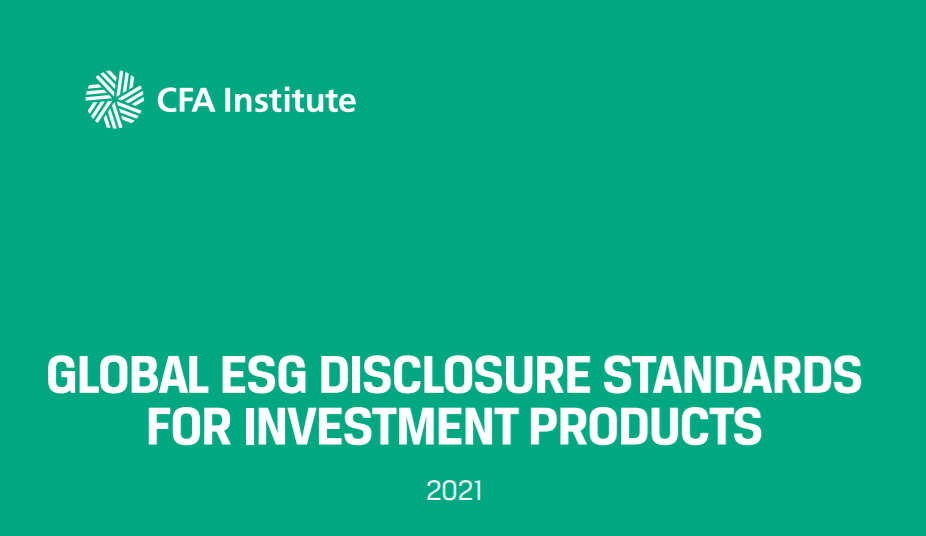 CFA Institute
GLOBAL ESG DISCLOSURE STANDARDS
FOR INVESTMENT PRODUCTS
2021